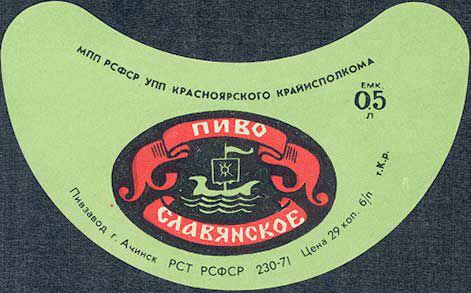 МПП РСФСР УПП КРАСНОЯРСКОГО КРАЙИСПОЛКОМА
ЕМК.
0,5
Л
ПИВО
СЛАВЯНСКОЕ
Пивзавод г. Ачинск РСТ РСФСР 230-71 Цена 29 коп. б/п т.К.р.